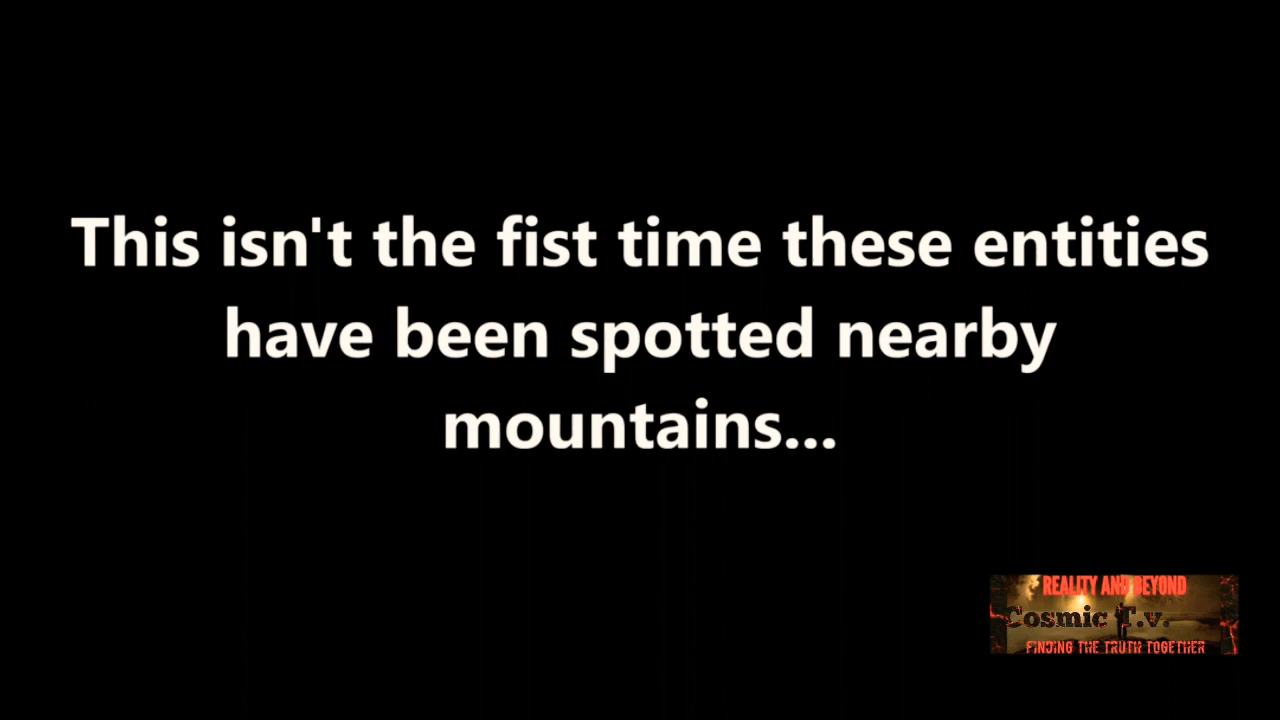 This isn't the fist time these entities
have been spotted nearby
mountains...
REALITY AND BEYOND
Cosmic T.v.
FINDING THE TRUTH TOGETHER